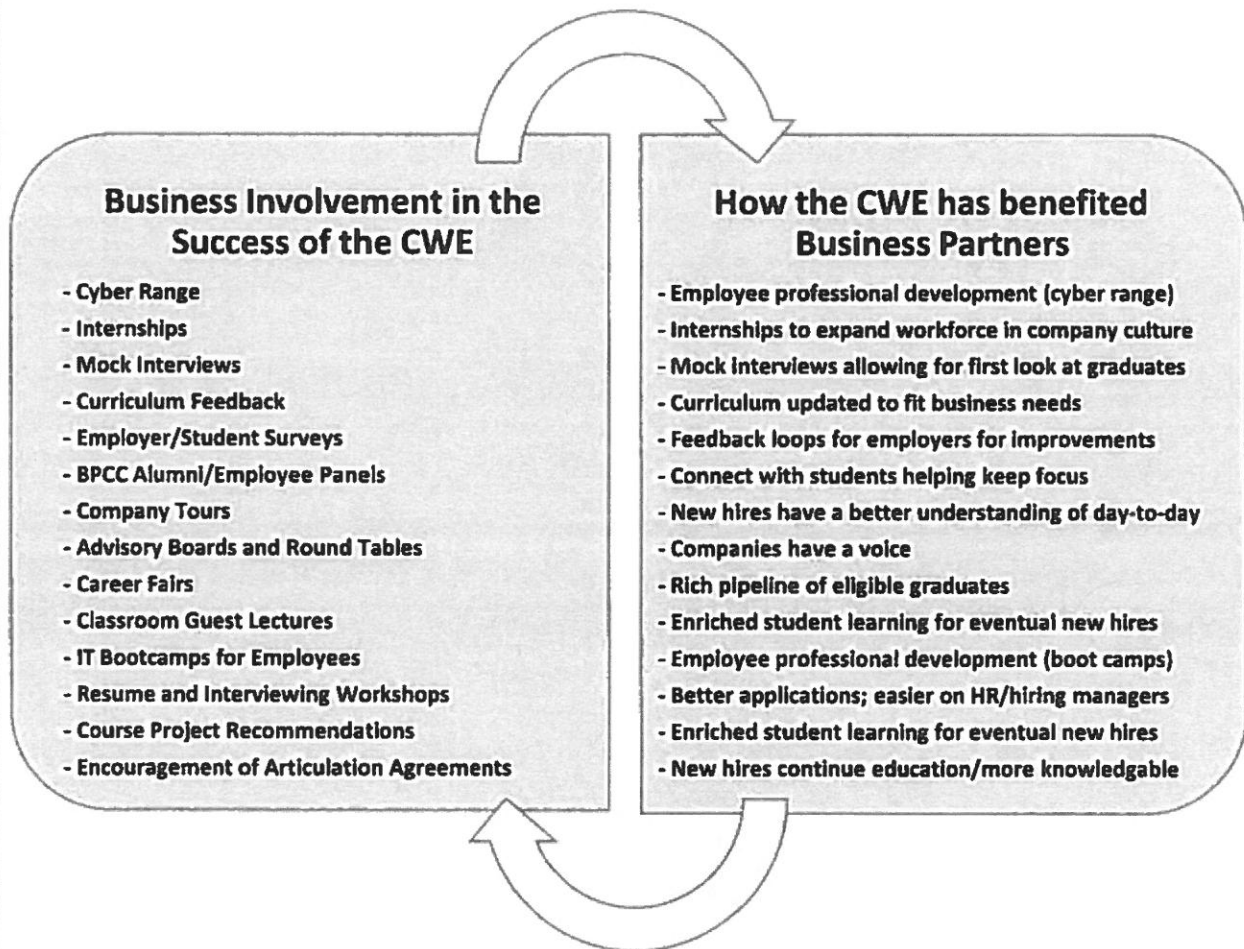 Business Involvement in the
Success of the CWE
- Cyber Range
- Internships
- Mock Interviews
- Curriculum Feedback
- Employer/Student Surveys
- BPCC Alumni/Employee Panels
- Company Tours
- Advisory Boards and Round Tables
- Career Fairs
- Classroom Guest Lectures
- IT Bootcamps for Employees
- Resume and Interviewing Workshops
- Course Project Recommendations
- Encouragement of Articulation Agreements
How the CWE has benefited
Business Partners
- Employee professional development (cyber range)
- Internships to expand workforce in company culture
- Mock interviews allowing for first look at graduates
- Curriculum updated to fit business needs
- Feedback loops for employers for improvements
- Connect with students helping keep focus
- New hires have a better understanding of day-to-day
- Companies have a voice
- Rich pipeline of eligible graduates
- Enriched student learning for eventual new hires
- Employee professional development (boot camps)
- Better applications; easier on HR/hiring managers
- Enriched student learning for eventual new hires
- New hires continue education/more knowledgable